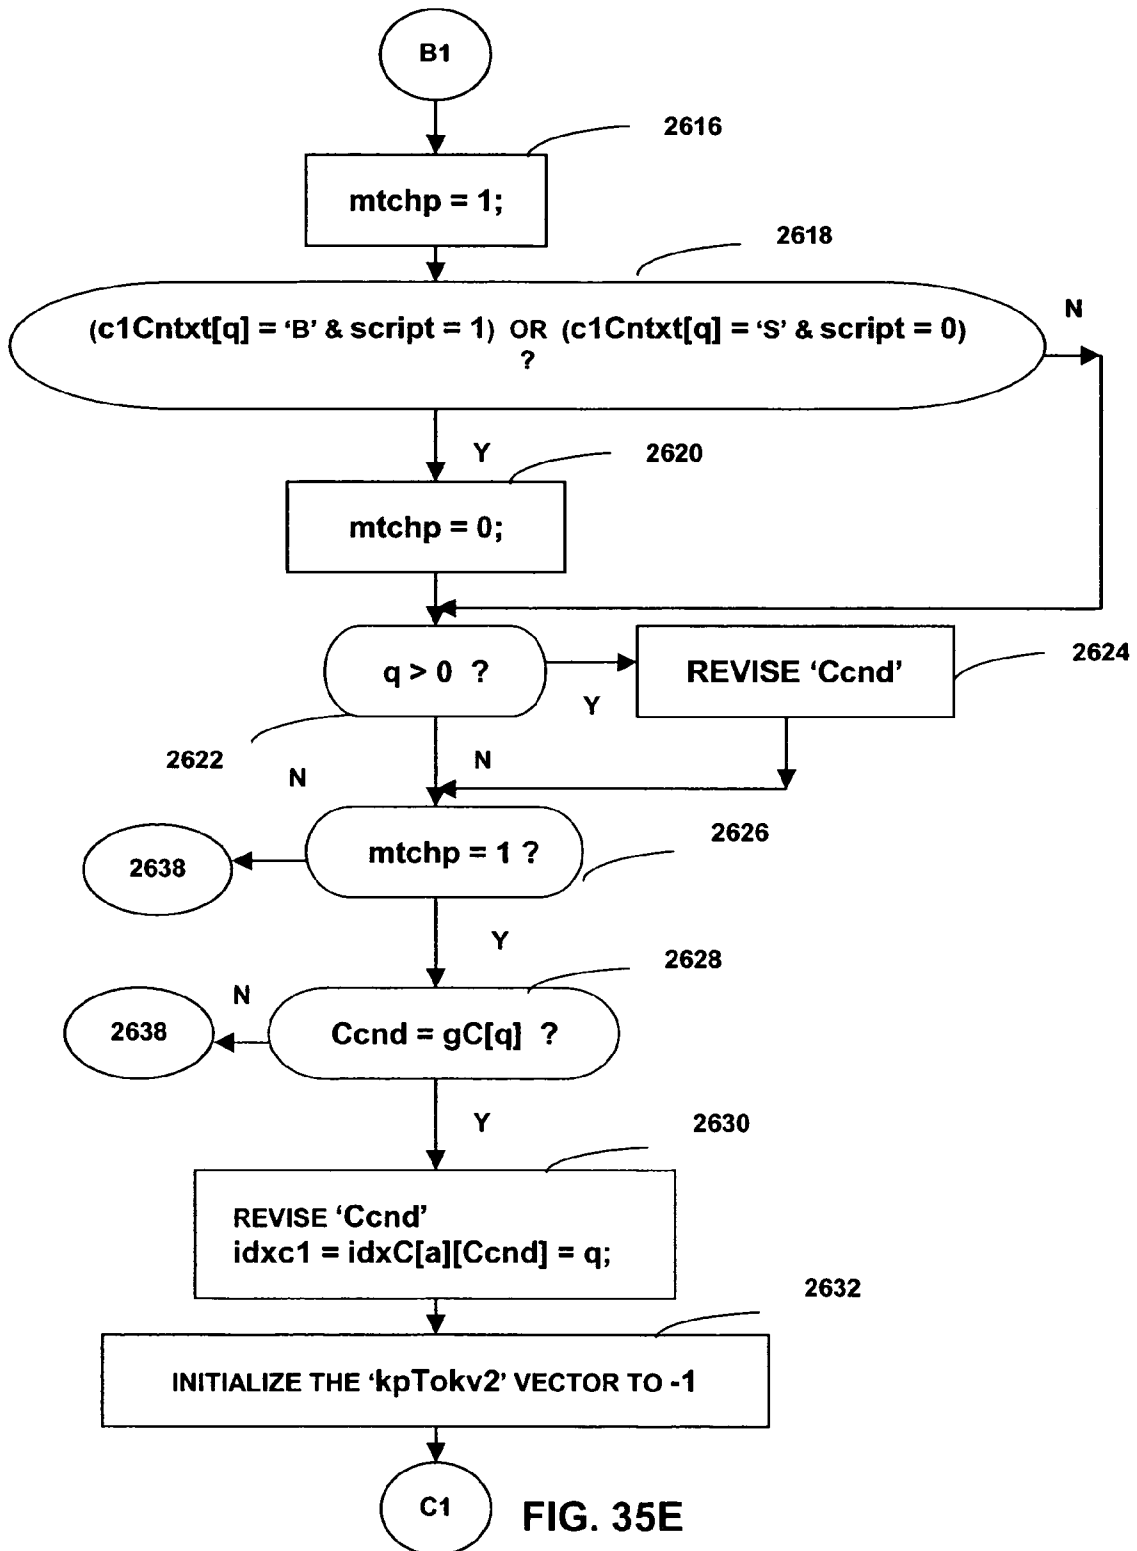 B1
2616
mtchp = 1;
2618
(c1Cntxt[q] = ‘B’ & script = 1) OR (c1Cntxt[q] = ‘S’ & script = 0)
?
N
Y
2620
mtchp = 0;
q > 0 ?
Y
REVISE ‘Ccnd’
2624
2622
N
N
2626
mtchp = 1 ?
2638
Y
2628
N
2638
Ccnd = gC[q] ?
Y
2630
REVISE ‘Ccnd’
idxc1 = idxC[a][Ccnd] = q;
2632
INITIALIZE THE ‘kpTokv2’ VECTOR TO -1
C1
FIG. 35E